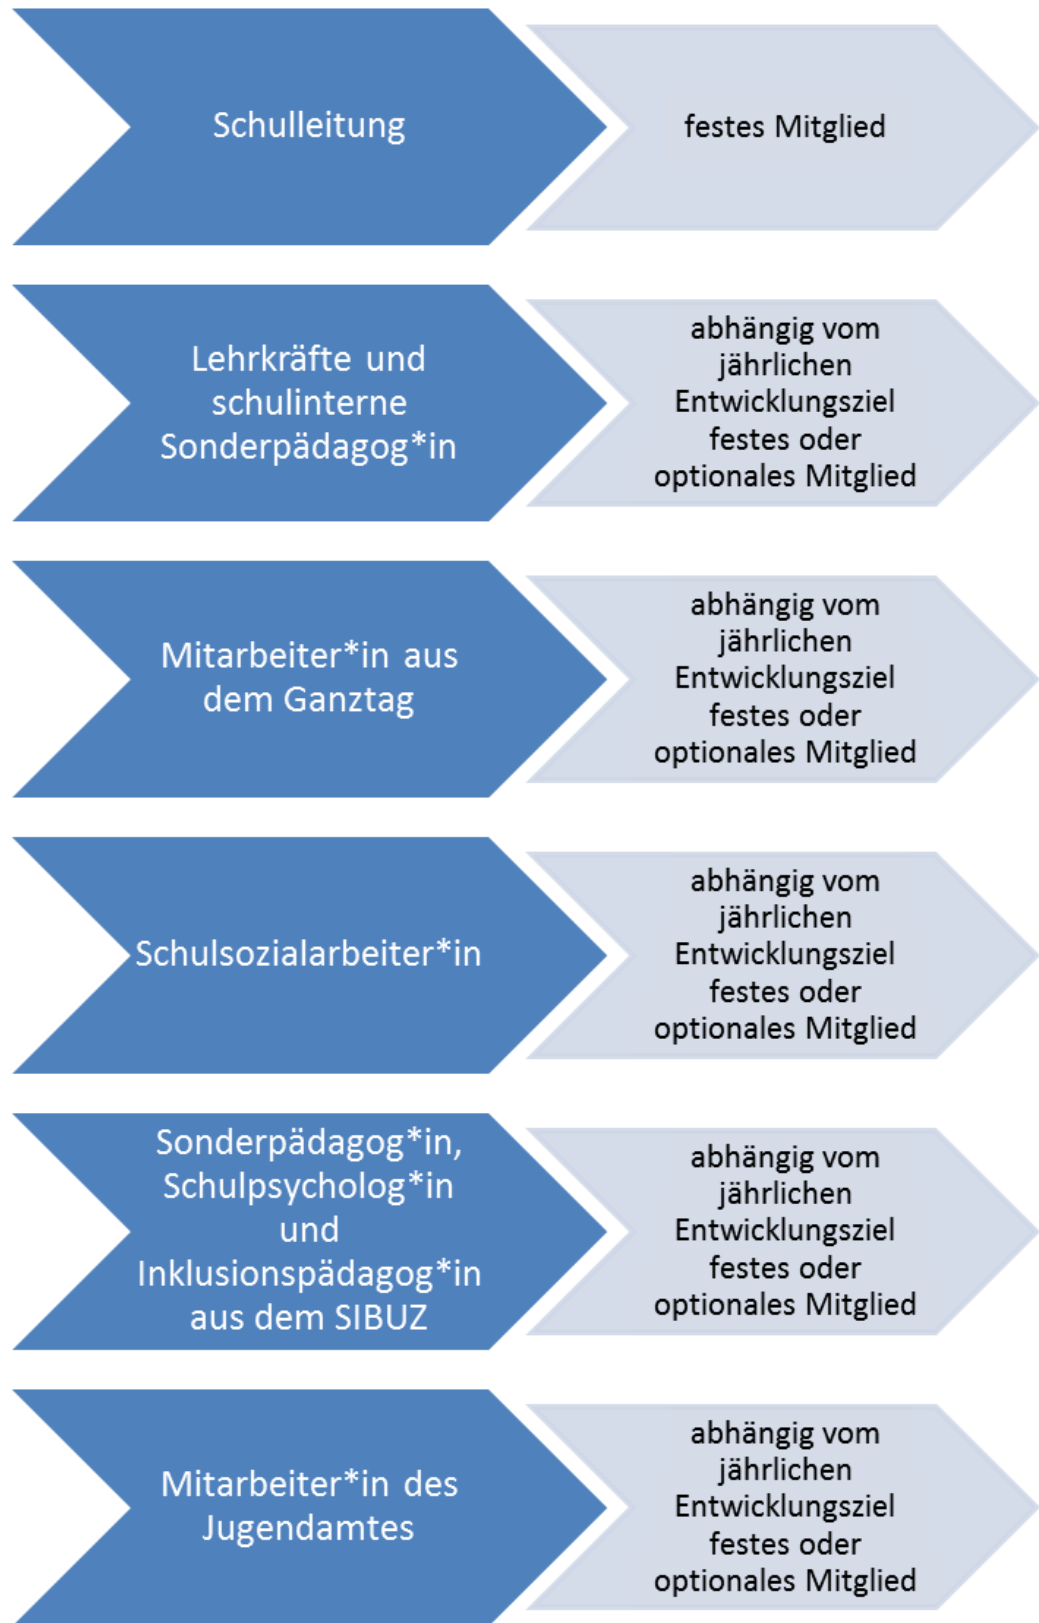 Schulleitung
festes Mitglied
Lehrkräfte und
schulinterne
Sonderpädagog*in
abhängig vom
jährlichen
Entwicklungsziel
festes oder
optionales Mitglied
Mitarbeiter*in aus
dem Ganztag
abhängig vom
jährlichen
Entwicklungsziel
festes oder
optionales Mitglied
Schulsozialarbeiter*in
abhängig vom
jährlichen
Entwicklungsziel
festes oder
optionales Mitglied
Sonderpädagog*in,
Schulpsycholog*in
und
Inklusionspädagog*in
aus dem SIBUZ
abhängig vom
jährlichen
Entwicklungsziel
festes oder
optionales Mitglied
Mitarbeiter*in des
Jugendamtes
abhängig vom
jährlichen
Entwicklungsziel
festes oder
optionales Mitglied